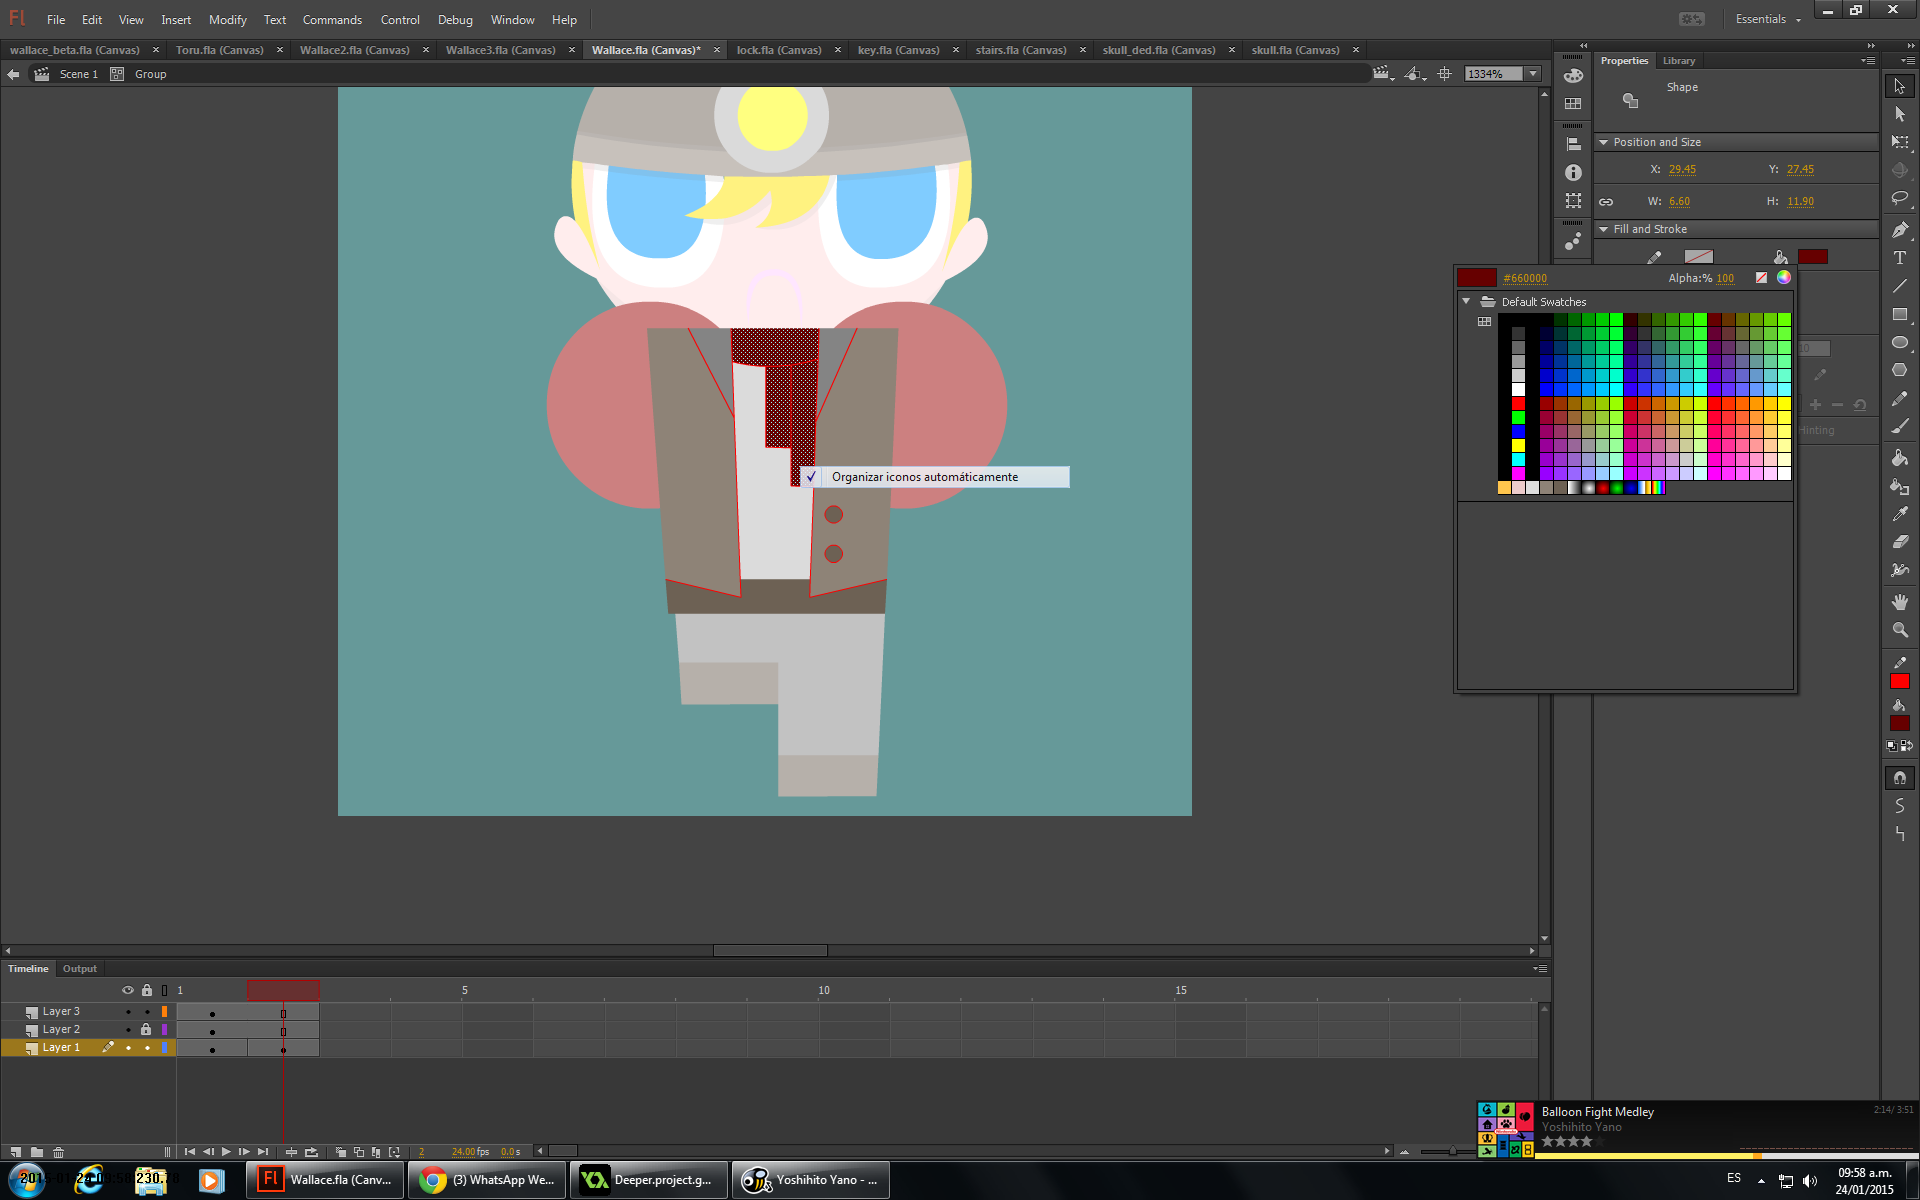 Fl File Edit View Insert Modify Text Commands Control Debug Window Help Essentials
wallace_beta.fla (Canvas) × Toru.fla (Canvas) × Wallace2.fla (Canvas) × Wallace3.fla (Canvas) × Wallace.fla (Canvas)* × lock.fla (Canvas) × key.fla (Canvas) × stairs.fla (Canvas) × skull_ded.fla (Canvas) × skull.fla (Canvas) ×
Scene 1 Group 1334%
Properties Library
Shape
Position and Size
X: 29.45 Y: 27.45
W: 6.60 H: 11.90
Fill and Stroke
#660000 Alpha:% 100
Default Swatches
Hinting
Organizar iconos automáticamente
Timeline Output
1 5 10 15
Layer 3
Layer 2
Layer 1
2 24.00 fps 0.0 s
Balloon Fight Medley 2:14/ 3:51
Yoshihito Yano
Wallace.fla (Canv...
(3) WhatsApp We...
Deeper.project.g...
Yoshihito Yano - ...
ES
09:58 a.m.
24/01/2015